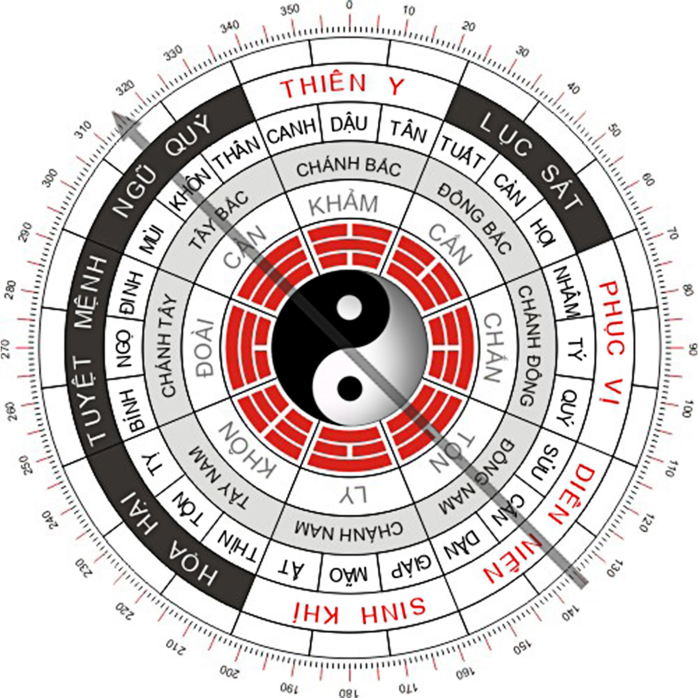 0
10
20
30
40
50
60
70
80
90
100
110
120
130
140
150
160
170
180
190
200
210
220
230
240
250
260
270
280
290
300
310
320
330
340
350
THIÊN Y
LỤC SÁT
PHỤC VỊ
DIÊN NIÊN
SINH KHÍ
HỌA HẠI
TUYỆT MỆNH
NGŨ QUỶ
CANH
DẬU
TÂN
TUẤT
CÀN
HỢI
NHÂM
TÝ
QUÝ
SỬU
CẤN
DẦN
GIÁP
MÃO
ẤT
THÌN
TỐN
TỴ
BÍNH
NGỌ
ĐINH
MÙI
KHÔN
THÂN
CHÁNH BẮC
ĐÔNG BẮC
CHÁNH ĐÔNG
ĐÔNG NAM
CHÁNH NAM
TÂY NAM
CHÁNH TÂY
TÂY BẮC
KHẢM
CẤN
CHẤN
TỐN
LY
KHÔN
ĐOÀI